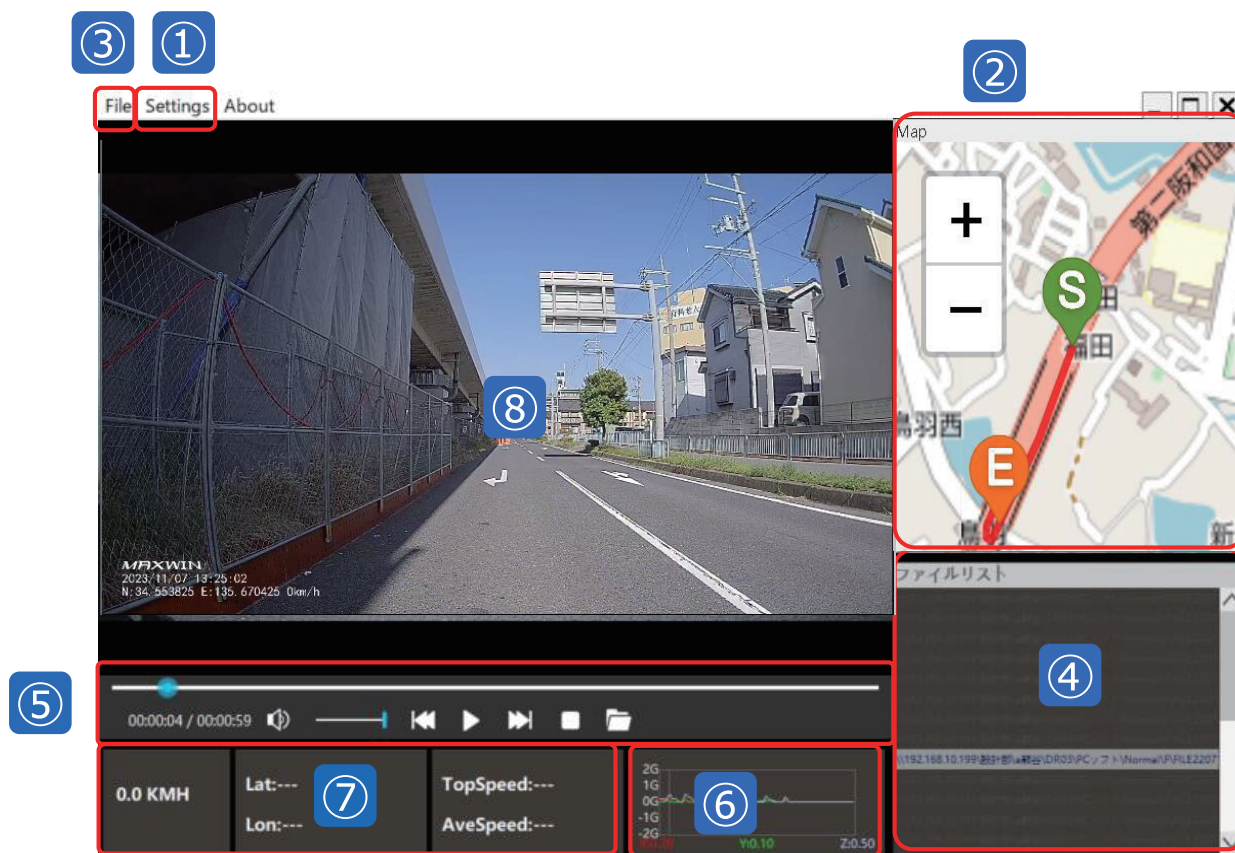 ③ ① ②
File Settings About
Map
+
−
第二阪和国
S
田
福田
鳥羽西
E
新
⑧
MAXWIN
2023/11/07 13:25:02
N:34.553825 E:135.670425 0km/h
ファイルリスト
④
⑤
00:00:04 / 00:00:59
0.0 KMH
Lat:---
Lon:---
⑦
TopSpeed:---
AveSpeed:---
2G
1G
0G
-1G
-2G
⑥
Y:0.10 Z:0.50